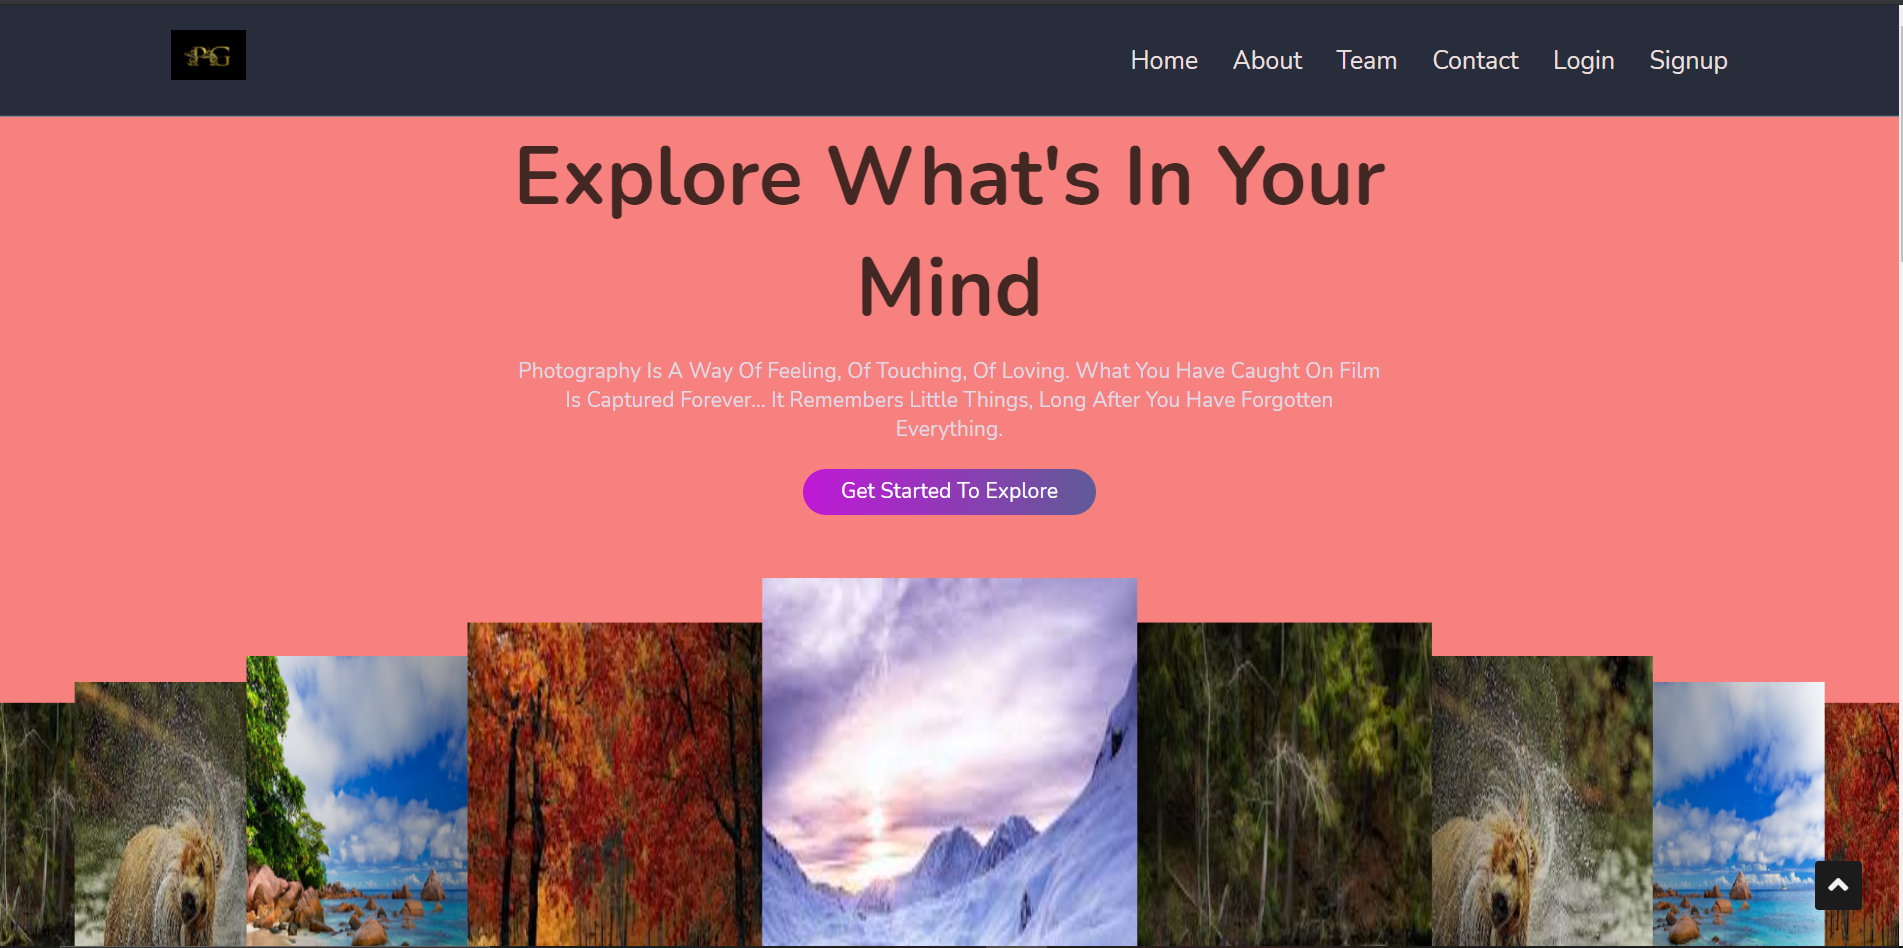 PG
Home About Team Contact Login Signup
Explore What's In Your
Mind
Photography Is A Way Of Feeling, Of Touching, Of Loving. What You Have Caught On Film
Is Captured Forever... It Remembers Little Things, Long After You Have Forgotten
Everything.
Get Started To Explore